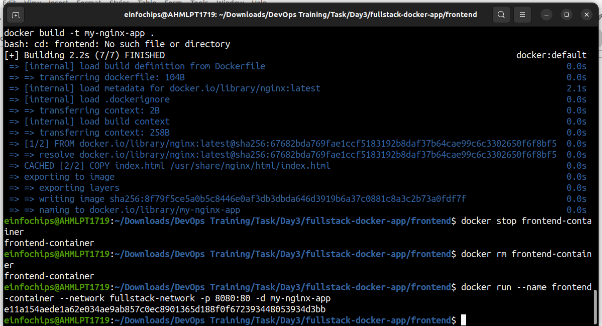 einfochips@AHMLPT1719: ~/Downloads/DevOps Training/Task/Day3/fullstack-docker-app/frontend
docker build -t my-nginx-app .
bash: cd: frontend: No such file or directory
[+] Building 2.2s (7/7) FINISHED docker:default
=> [internal] load build definition from Dockerfile 0.0s
=> => transferring dockerfile: 104B 0.0s
=> [internal] load metadata for docker.io/library/nginx:latest 2.1s
=> [internal] load .dockerignore 0.0s
=> => transferring context: 2B 0.0s
=> [internal] load build context 0.0s
=> => transferring context: 258B 0.0s
=> [1/2] FROM docker.io/library/nginx:latest@sha256:67682bda769fae1ccf5183192b8daf37b64cae99c6c3302650f6f8bf5 0.0s
=> => resolve docker.io/library/nginx:latest@sha256:67682bda769fae1ccf5183192b8daf37b64cae99c6c3302650f6f8bf5 0.0s
=> CACHED [2/2] COPY index.html /usr/share/nginx/html/index.html 0.0s
=> exporting to image 0.0s
=> => exporting layers 0.0s
=> => writing image sha256:8f79f5ce5a0b5c8446e0af3db3dbda646d3919b6a37c0881c8a3c2b73a0fdf7f 0.0s
=> => naming to docker.io/library/my-nginx-app 0.0s
einfochips@AHMLPT1719:~/Downloads/DevOps Training/Task/Day3/fullstack-docker-app/frontend$ docker stop frontend-conta
iner
frontend-container
einfochips@AHMLPT1719:~/Downloads/DevOps Training/Task/Day3/fullstack-docker-app/frontend$ docker rm frontend-contain
er
frontend-container
einfochips@AHMLPT1719:~/Downloads/DevOps Training/Task/Day3/fullstack-docker-app/frontend$ docker run --name frontend
-container --network fullstack-network -p 8080:80 -d my-nginx-app
e11a154aede1a62e034ae9ab857c0ec8901365d188f0f672393448053934d3bb
einfochips@AHMLPT1719:~/Downloads/DevOps Training/Task/Day3/fullstack-docker-app/frontend$